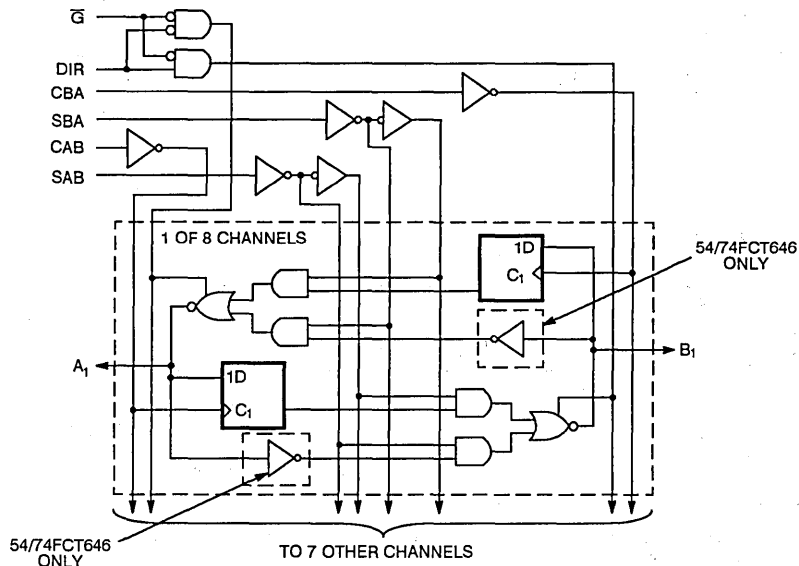 G̅
DIR
CBA
SBA
CAB
SAB
1 OF 8 CHANNELS
1D
C₁
54/74FCT646
ONLY
A₁
B₁
1D
C₁
54/74FCT646
ONLY
TO 7 OTHER CHANNELS